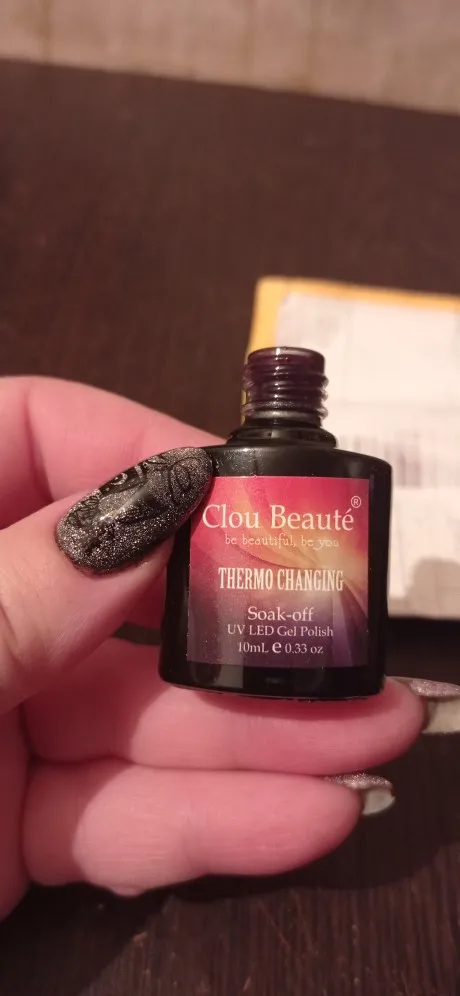 Clou Beauté®
be beautiful, be you
THERMO CHANGING
Soak-off
UV LED Gel Polish
10mL e 0.33 oz